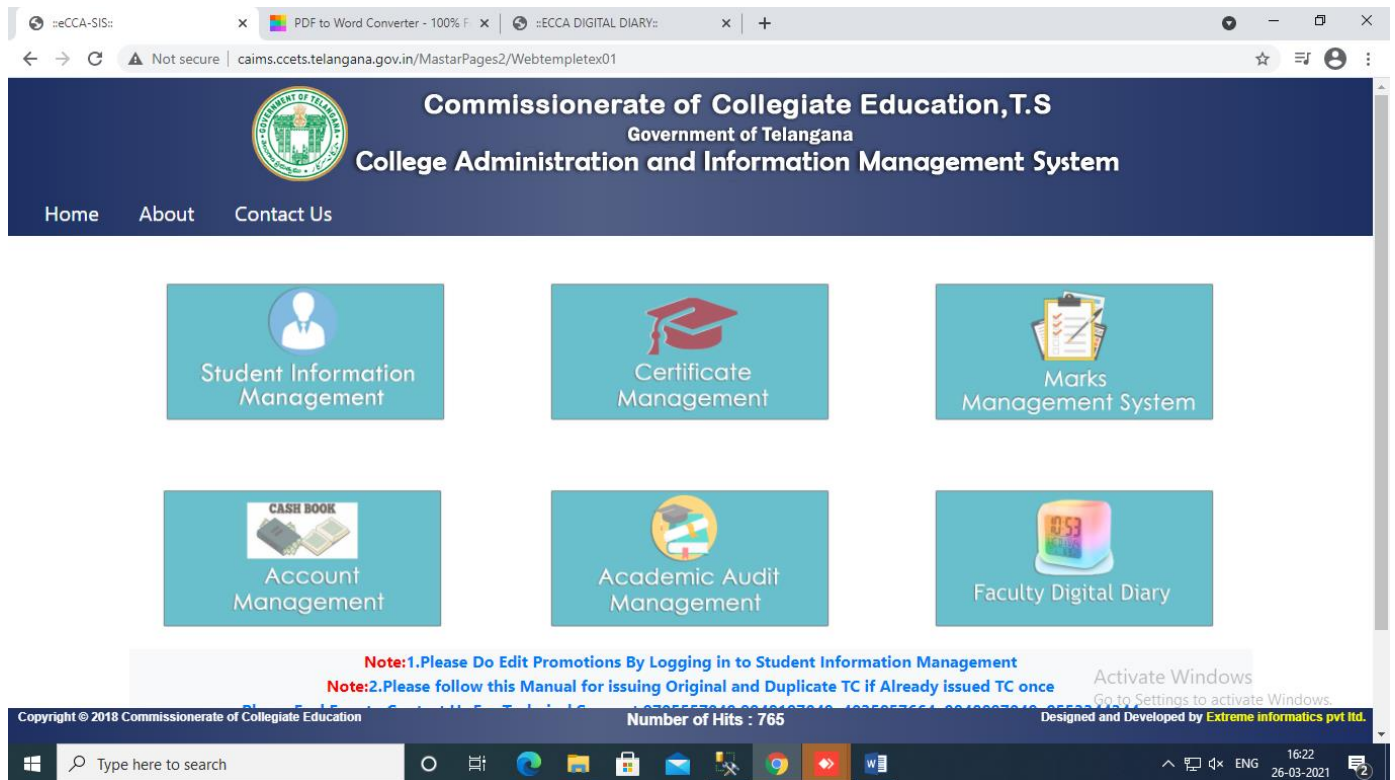 ::eCCA-SIS::
PDF to Word Converter - 100% F
::ECCA DIGITAL DIARY::
Not secure | caims.ccets.telangana.gov.in/MastarPages2/Webtempletex01
Commissionerate of Collegiate Education,T.S
Government of Telangana
College Administration and Information Management System
Home About Contact Us
Student Information
Management
Certificate
Management
Marks
Management System
CASH BOOK
Account
Management
Academic Audit
Management
10:53
Faculty Digital Diary
Note:1.Please Do Edit Promotions By Logging in to Student Information Management
Note:2.Please follow this Manual for issuing Original and Duplicate TC if Already issued TC once
Activate Windows
Go to Settings to activate Windows.
Copyright © 2018 Commissionerate of Collegiate Education
Number of Hits : 765
Designed and Developed by Extreme informatics pvt ltd.
Type here to search
ENG
16:22
26-03-2021
2